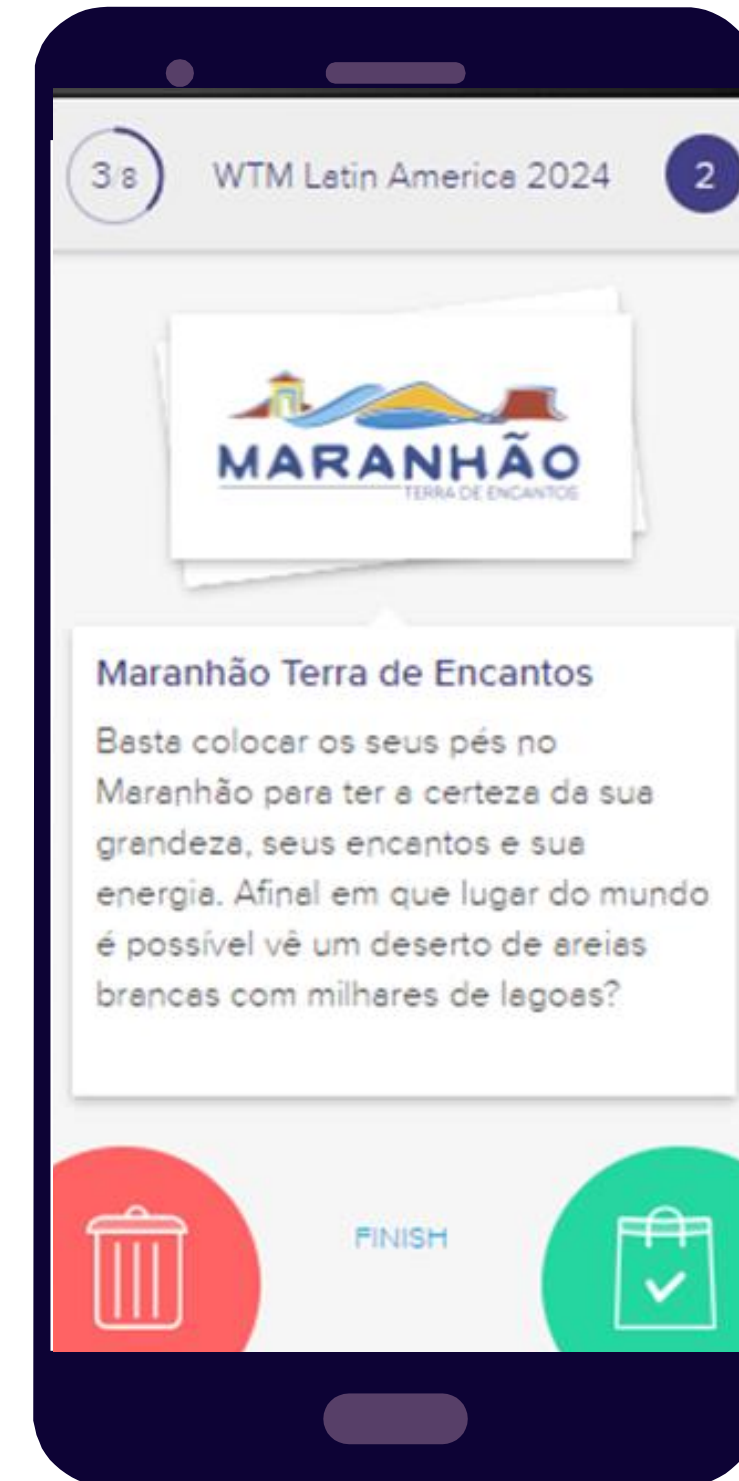 3/8
WTM Latin America 2024
2
MARANHÃO
TERRA DE ENCANTOS
Maranhão Terra de Encantos
Basta colocar os seus pés no
Maranhão para ter a certeza da sua
grandeza, seus encantos e sua
energia. Afinal em que lugar do mundo
é possível vê um deserto de areias
brancas com milhares de lagoas?
FINISH